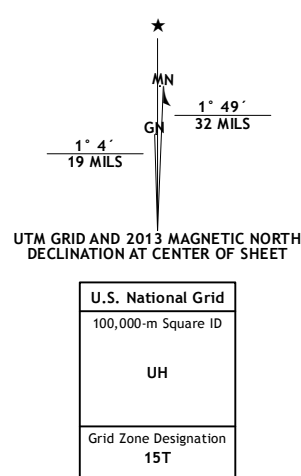 ★
MN
1° 49´
32 MILS
GN
1° 4´
19 MILS
UTM GRID AND 2013 MAGNETIC NORTH
DECLINATION AT CENTER OF SHEET
U.S. National Grid
100,000-m Square ID
UH
Grid Zone Designation
15T